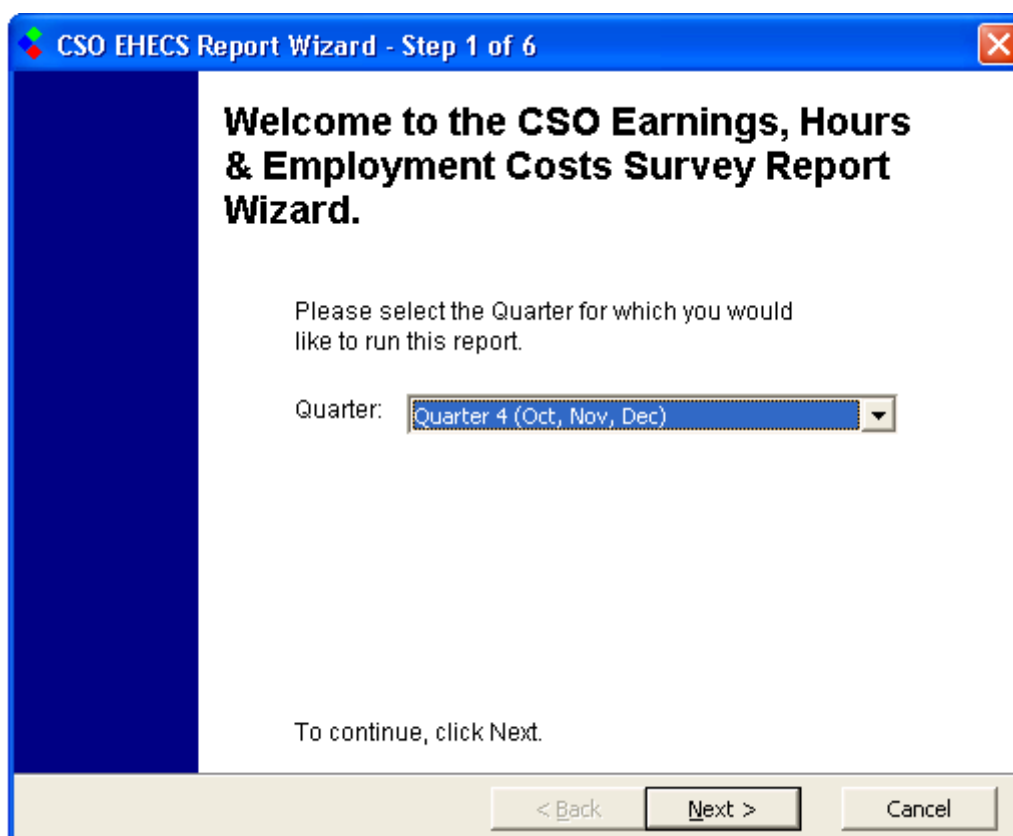 CSO EHECS Report Wizard - Step 1 of 6
Welcome to the CSO Earnings, Hours
& Employment Costs Survey Report
Wizard.
Please select the Quarter for which you would
like to run this report.
Quarter: Quarter 4 (Oct, Nov, Dec)
To continue, click Next.
< Back Next > Cancel